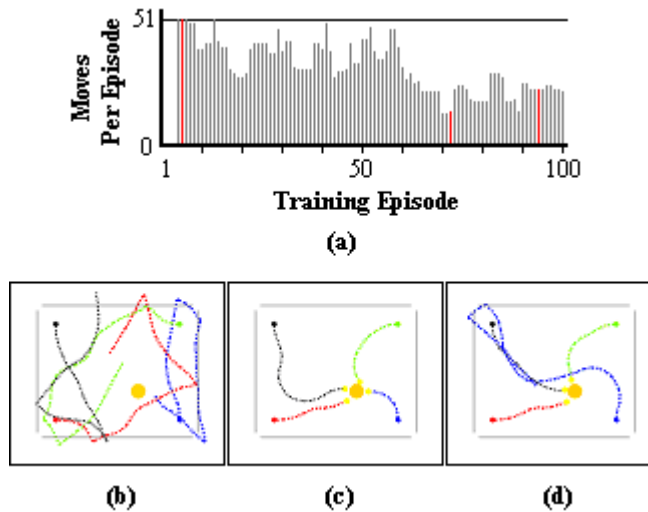 51
Moves
Per Episode
0
1 50 100
Training Episode
(a)
(b) (c) (d)